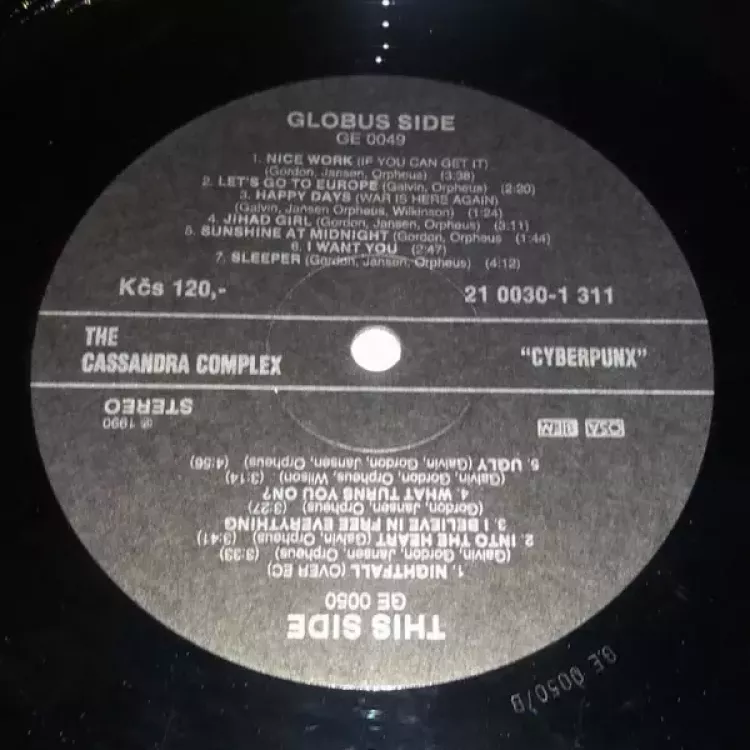 GLOBUS SIDE
GE 0049
1. NICE WORK (IF YOU CAN GET IT)
(Gordon, Jansen, Orpheus) (3:38)
2. LET'S GO TO EUROPE (Galvin, Orpheus) (2:20)
3. HAPPY DAYS (WAR IS HERE AGAIN)
(Galvin, Jansen Orpheus, Wilkinson) (1:24)
4. JIHAD GIRL (Gordon, Jansen, Orpheus) (3:11)
5. SUNSHINE AT MIDNIGHT (Gordon, Orpheus (1:44)
6. I WANT YOU (2:47)
7. SLEEPER (Gordon, Jansen, Orpheus) (4:12)
Kčs 120,-
21 0030-1 311
THE
CASSANDRA COMPLEX
"CYBERPUNX"
STEREO
℗ 1990
OSA BIEM
THIS SIDE
GE 0050
1. NIGHTFALL (OVER EC)
(Galvin, Gordon, Jansen, Orpheus) (3:33)
2. INTO THE HEART (Galvin, Orpheus) (3:41)
3. I BELIEVE IN FREE EVERYTHING
(Gordon, Jansen, Orpheus) (3:27)
4. WHAT TURNS YOU ON?
(Galvin, Gordon, Orpheus, Wilson) (3:14)
5. UGLY (Galvin, Gordon, Jansen, Orpheus) (4:56)
GE 0050/B